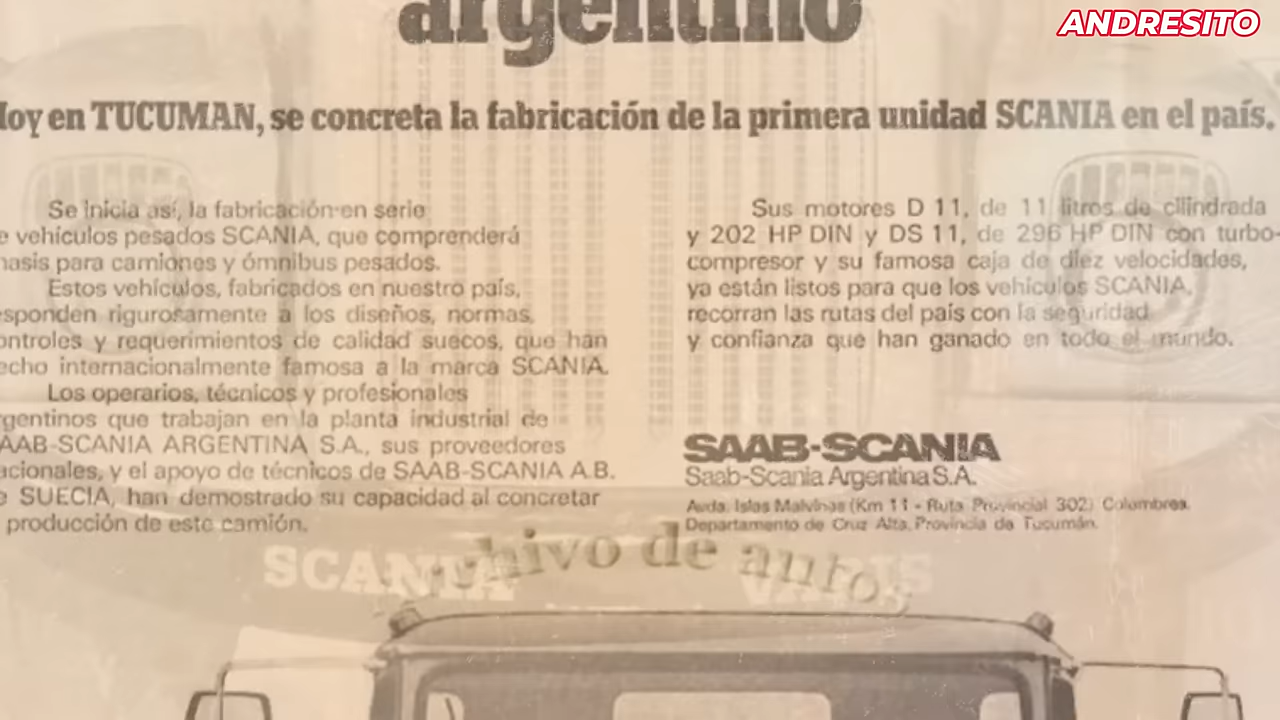 argentino
ANDRESITO
Hoy en TUCUMAN, se concreta la fabricación de la primera unidad SCANIA en el país.
Se inicia así, la fabricación en serie
e vehículos pesados SCANIA, que comprenderá
hasis para camiones y ómnibus pesados.
Estos vehículos, fabricados en nuestro país,
sponden rigurosamente a los diseños, normas,
ontroles y requerimientos de calidad suecos, que han
echo internacionalmente famosa a la marca SCANIA.
Los operarios, técnicos y profesionales
rgentinos que trabajan en la planta industrial de
AAB-SCANIA ARGENTINA S.A., sus proveedores
acionales, y el apoyo de técnicos de SAAB-SCANIA A.B.
e SUECIA, han demostrado su capacidad al concretar
producción de este camión.
Sus motores D 11, de 11 litros de cilindrada
y 202 HP DIN y DS 11, de 296 HP DIN con turbo-
compresor y su famosa caja de diez velocidades,
ya están listos para que los vehículos SCANIA,
recorran las rutas del país con la seguridad
y confianza que han ganado en todo el mundo.
SAAB-SCANIA
Saab-Scania Argentina S.A.
Avda. Islas Malvinas (Km 11 - Ruta Provincial 302) Colombres.
Departamento de Cruz Alta, Provincia de Tucumán.
chivo de autos
SCANIA VABIS